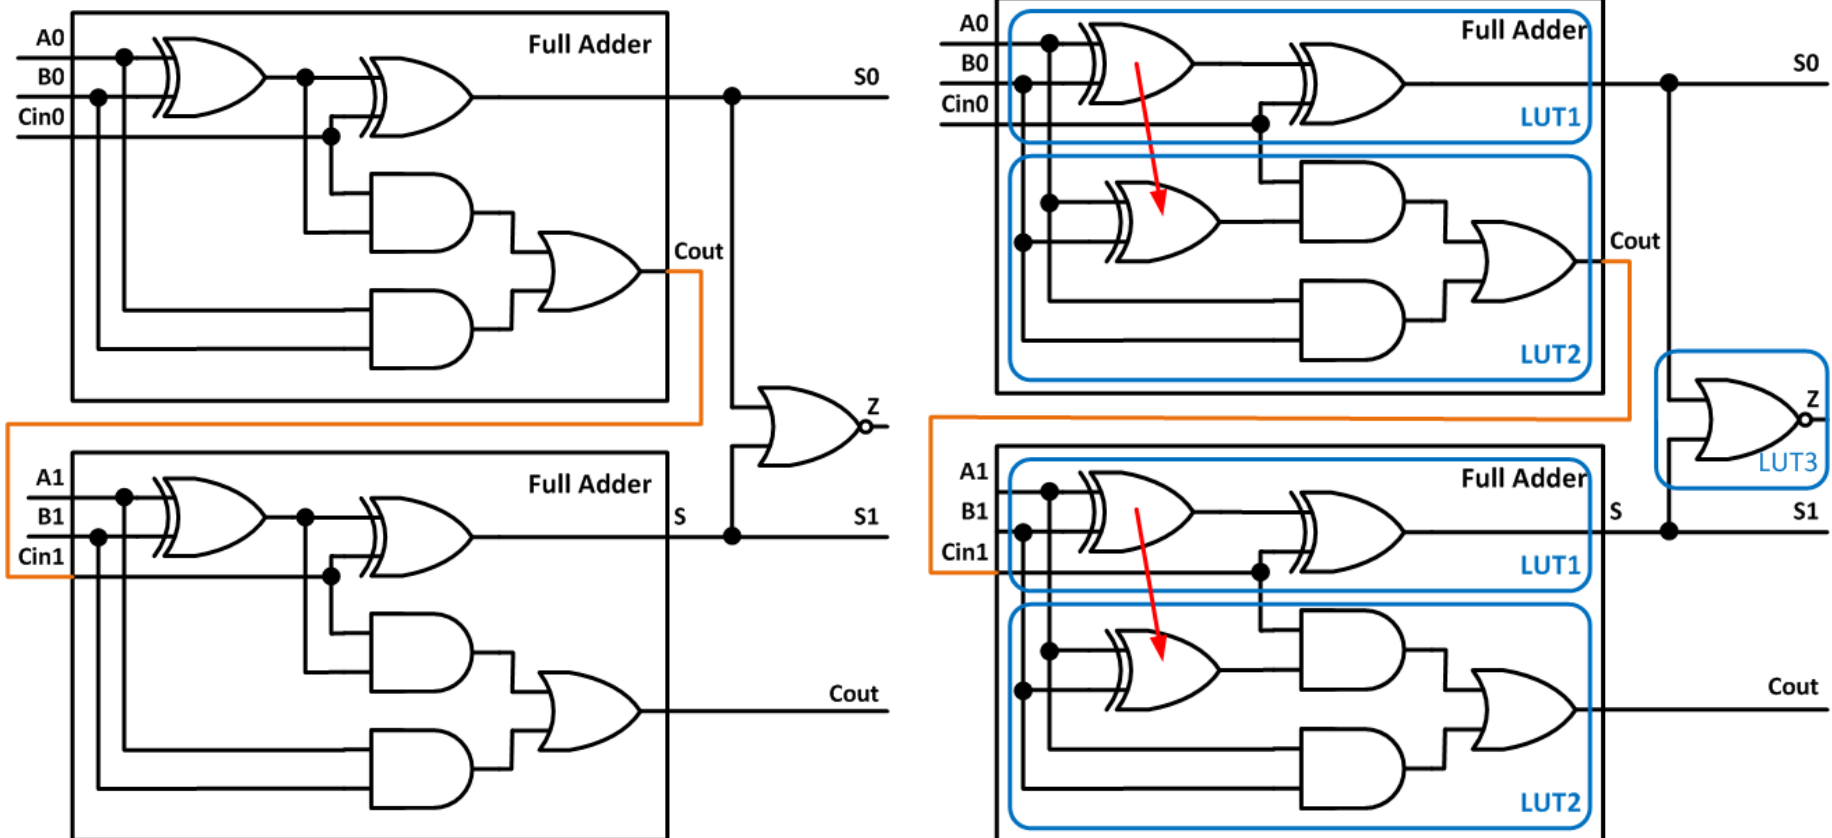 A0
Full Adder
B0
S0
Cin0
Cout
Z
A1
Full Adder
B1
S
S1
Cin1
Cout
A0
Full Adder
B0
S0
Cin0
LUT1
Cout
LUT2
Z
LUT3
A1
Full Adder
B1
S
S1
Cin1
LUT1
Cout
LUT2